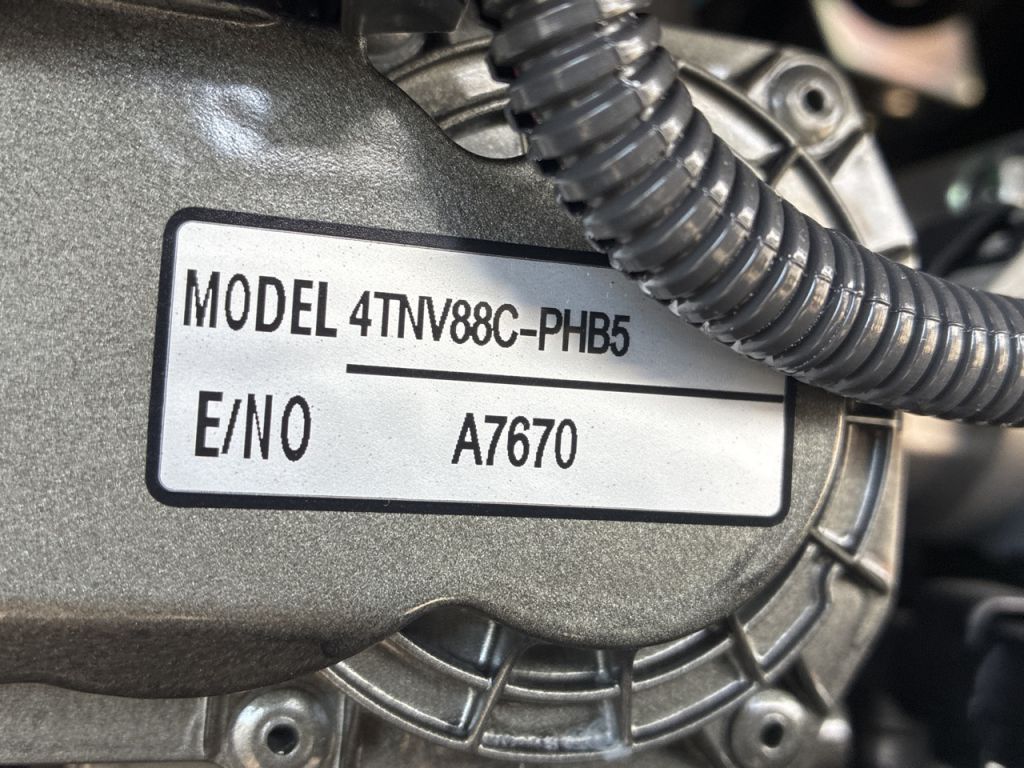 MODEL 4TNV88C-PHB5
E/NO A7670